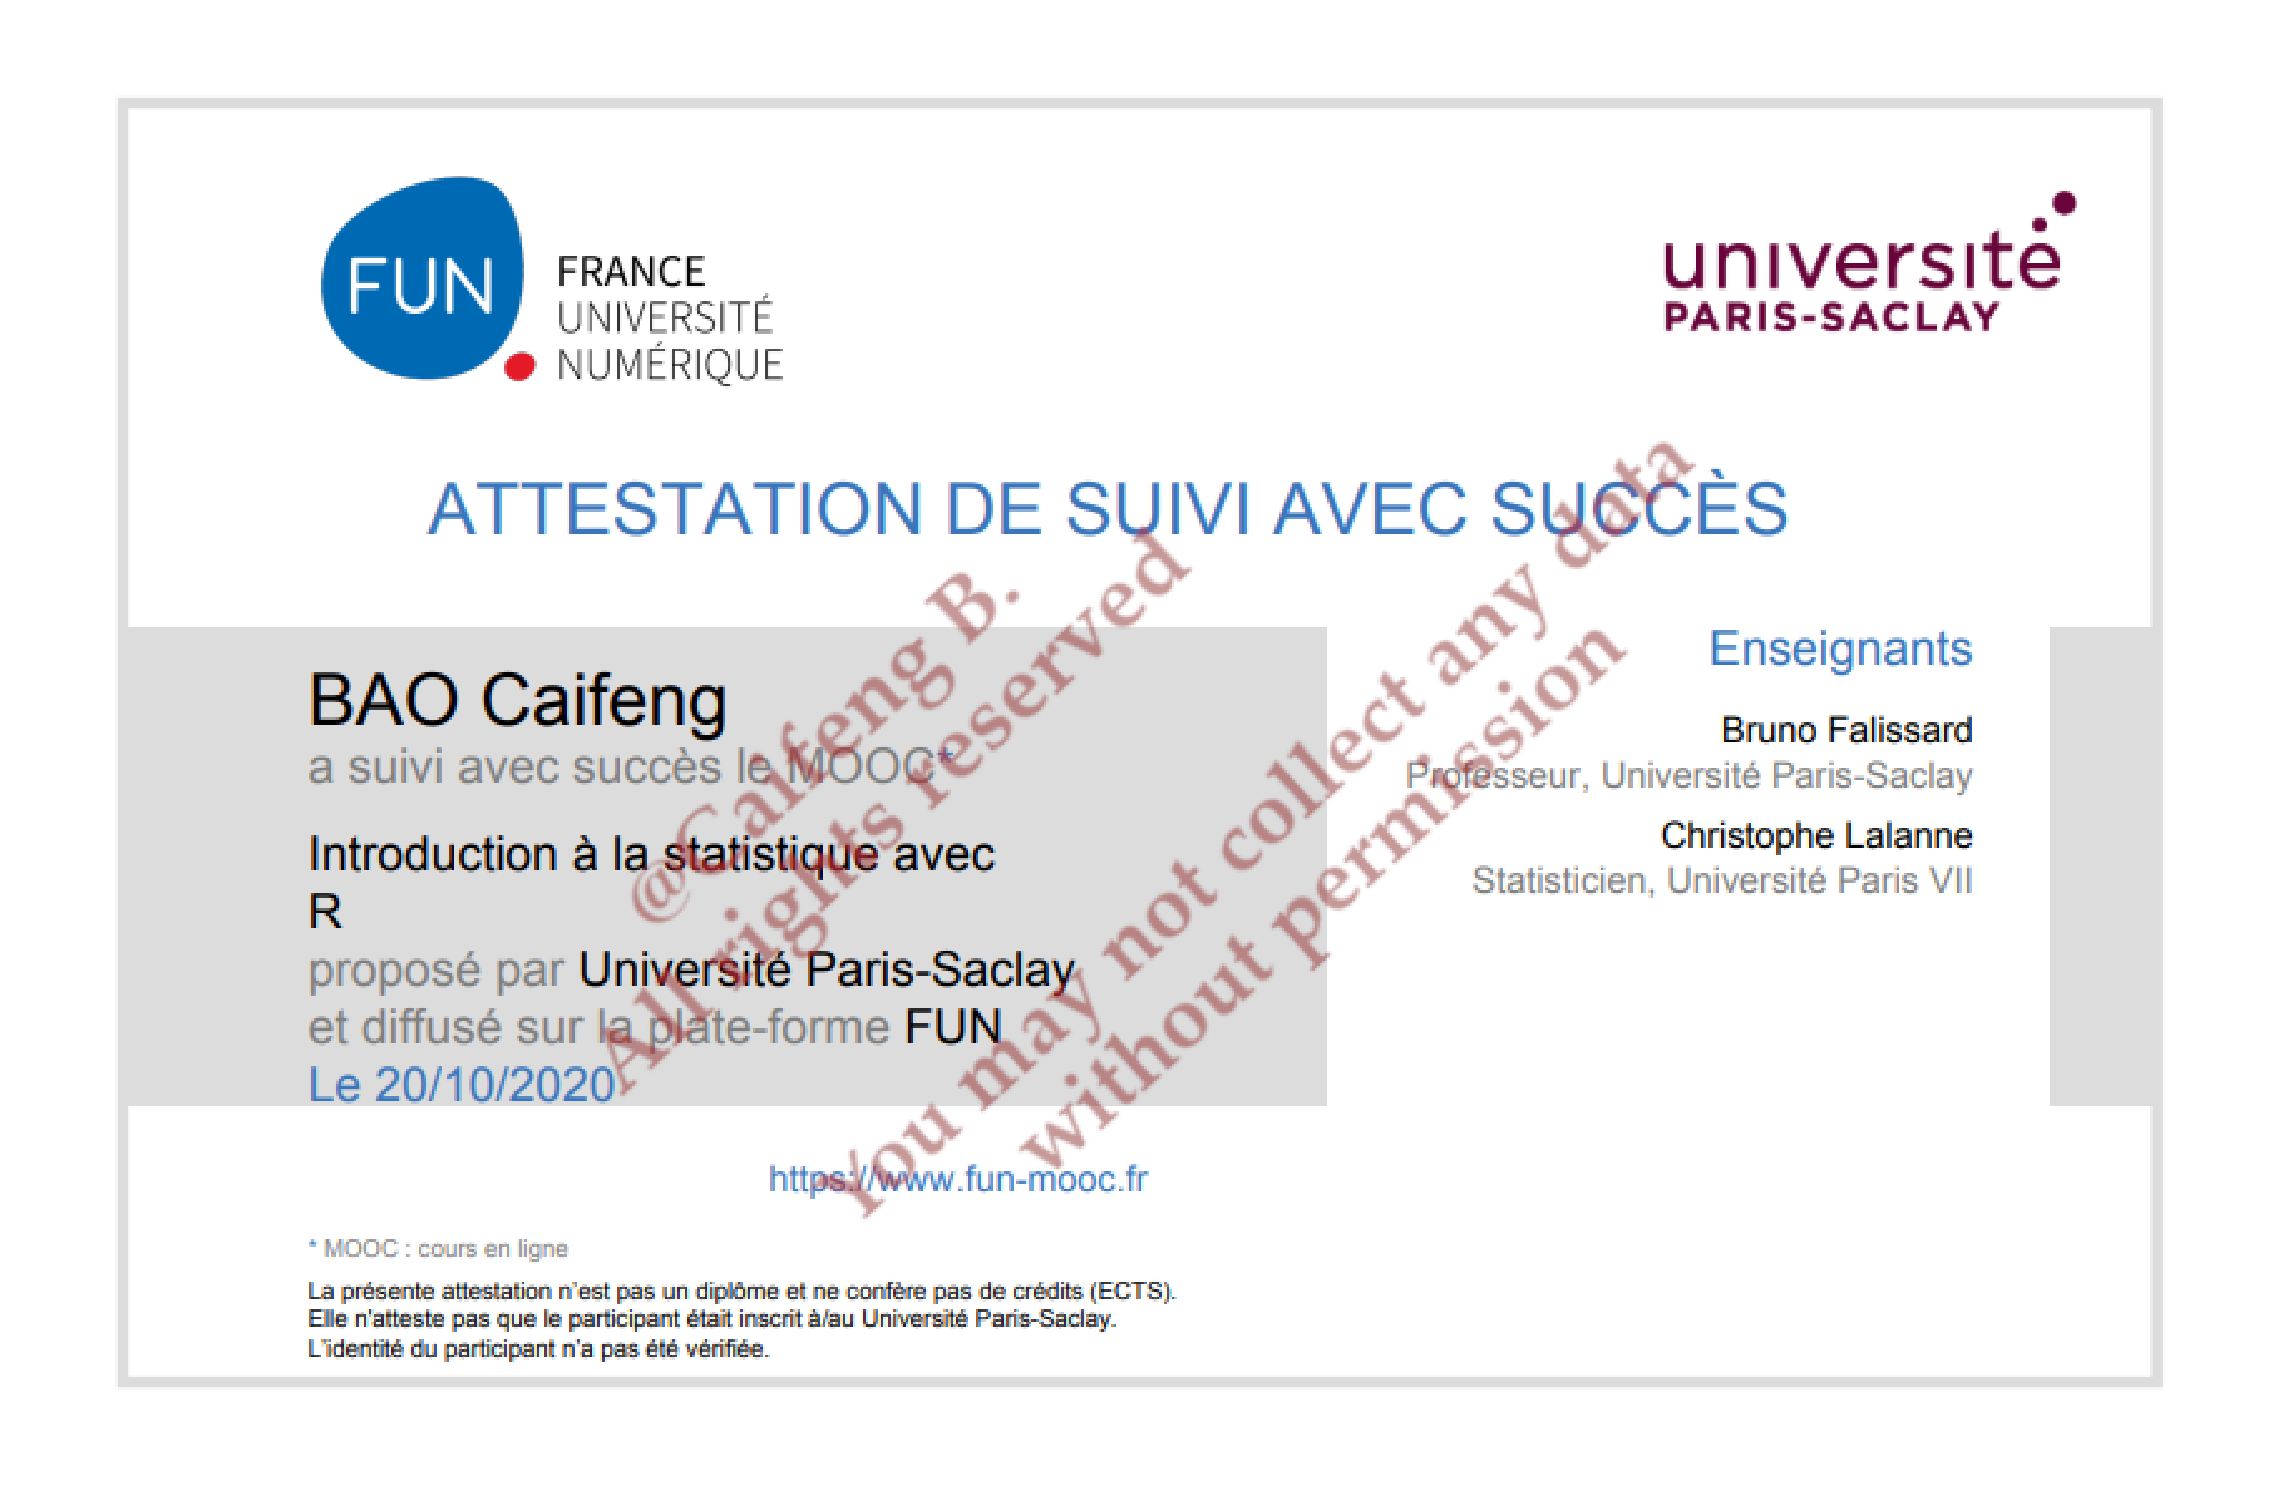 FUN
FRANCE
UNIVERSITÉ
NUMÉRIQUE
université
PARIS-SACLAY
ATTESTATION DE SUIVI AVEC SUCCÈS
BAO Caifeng
a suivi avec succès le MOOC*
Introduction à la statistique avec
R
proposé par Université Paris-Saclay
et diffusé sur la plate-forme FUN
Le 20/10/2020
Enseignants
Bruno Falissard
Professeur, Université Paris-Saclay
Christophe Lalanne
Statisticien, Université Paris VII
https://www.fun-mooc.fr
* MOOC : cours en ligne
La présente attestation n'est pas un diplôme et ne confère pas de crédits (ECTS).
Elle n'atteste pas que le participant était inscrit à/au Université Paris-Saclay.
L'identité du participant n'a pas été vérifiée.
@Caifeng B.
All rights reserved
You may not collect any data
without permission